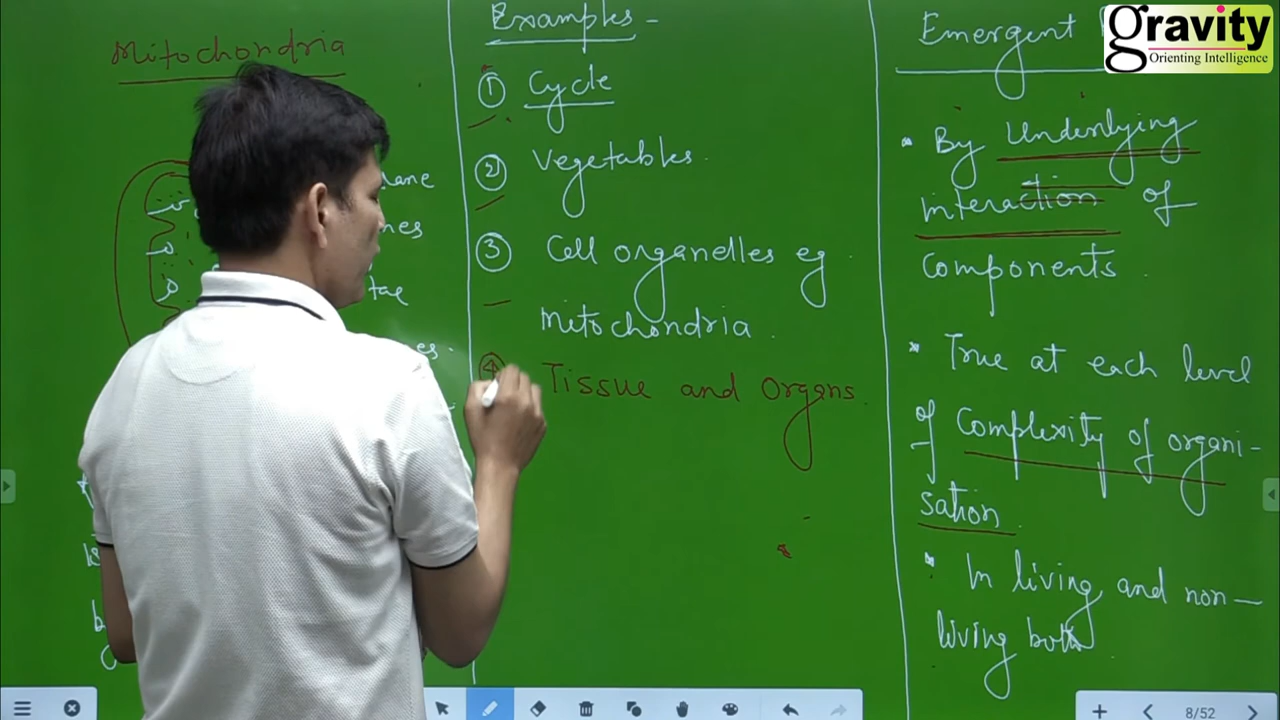 Mitochondria
Examples -
① Cycle
② Vegetables.
③ Cell organelles eg.
Mitochondria.
④ Tissue and Organs.
Emergent
• By Underlying
interaction of
Components.
• True at each level
of Complexity of organi-
sation.
• In living and non-
living both
gravity
Orienting Intelligence
8/52